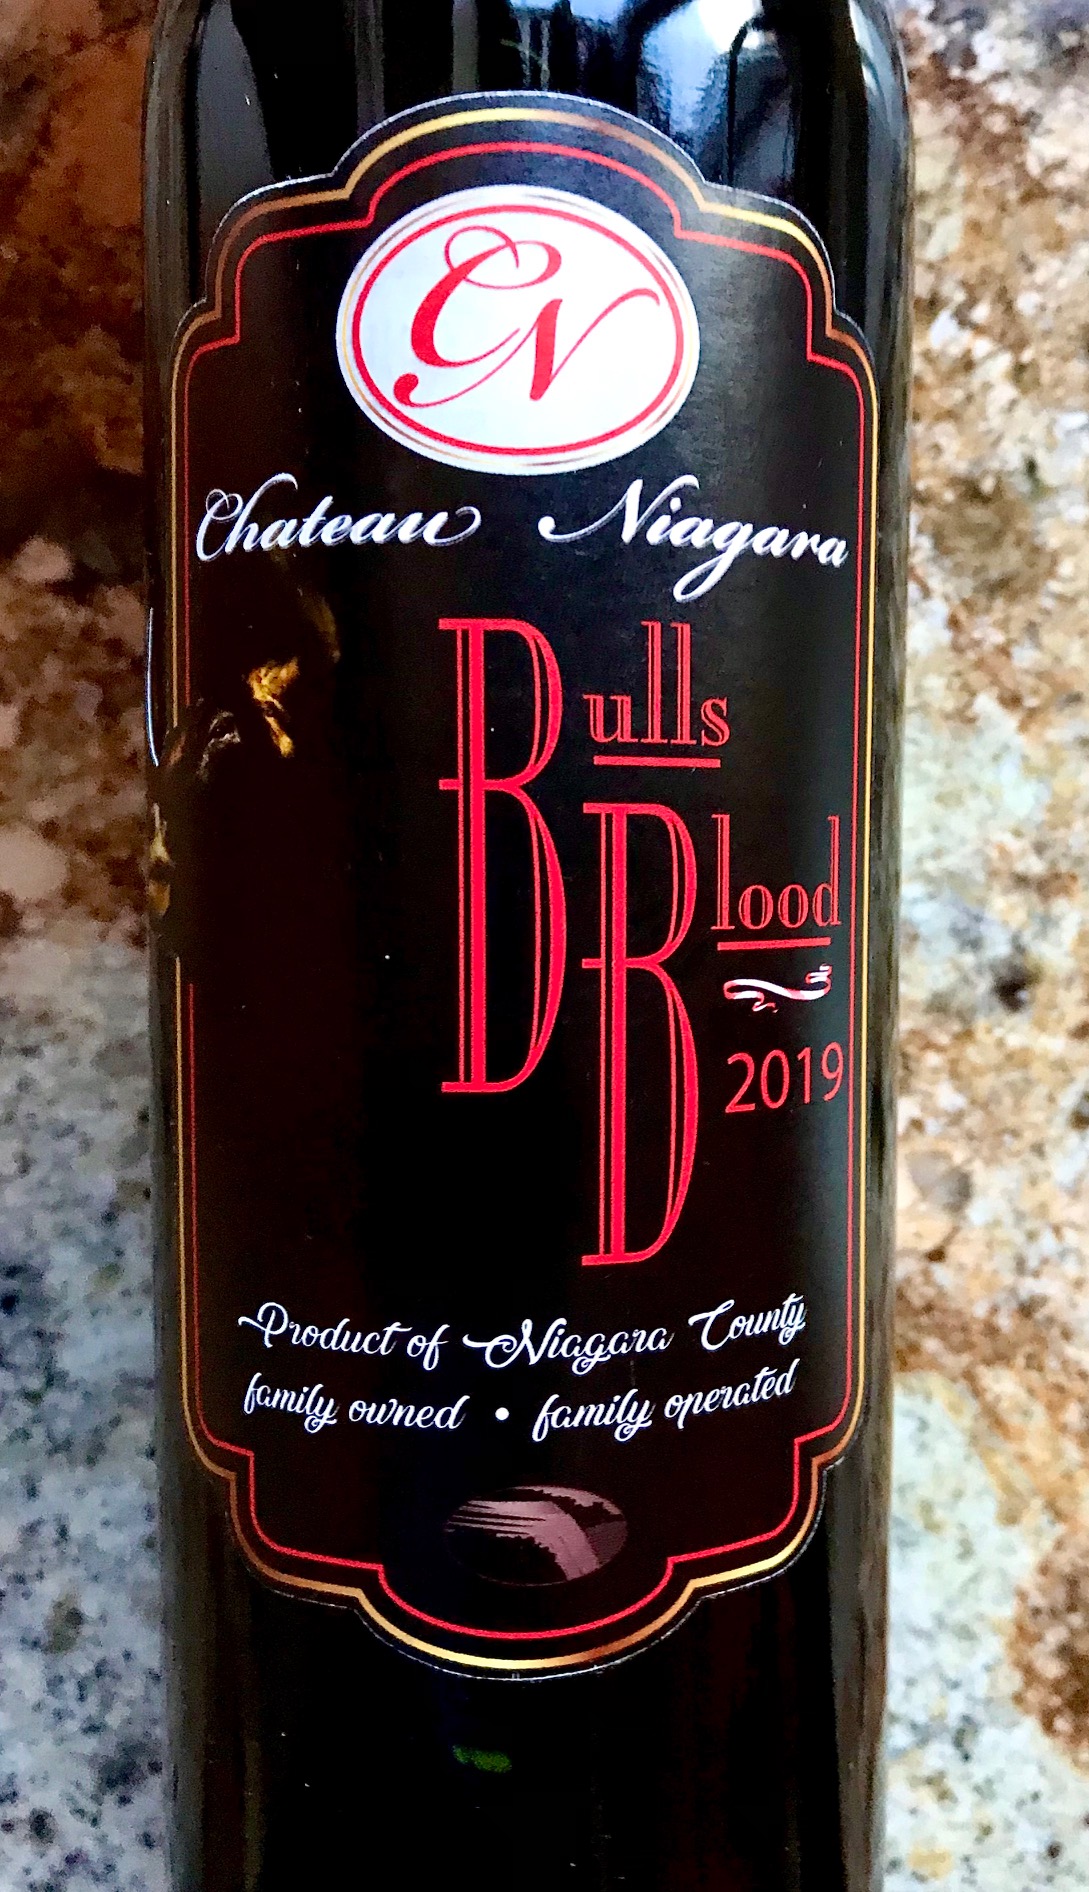 CN
Chateau Niagara
Bulls
Blood
2019
Product of Niagara County
family owned • family operated